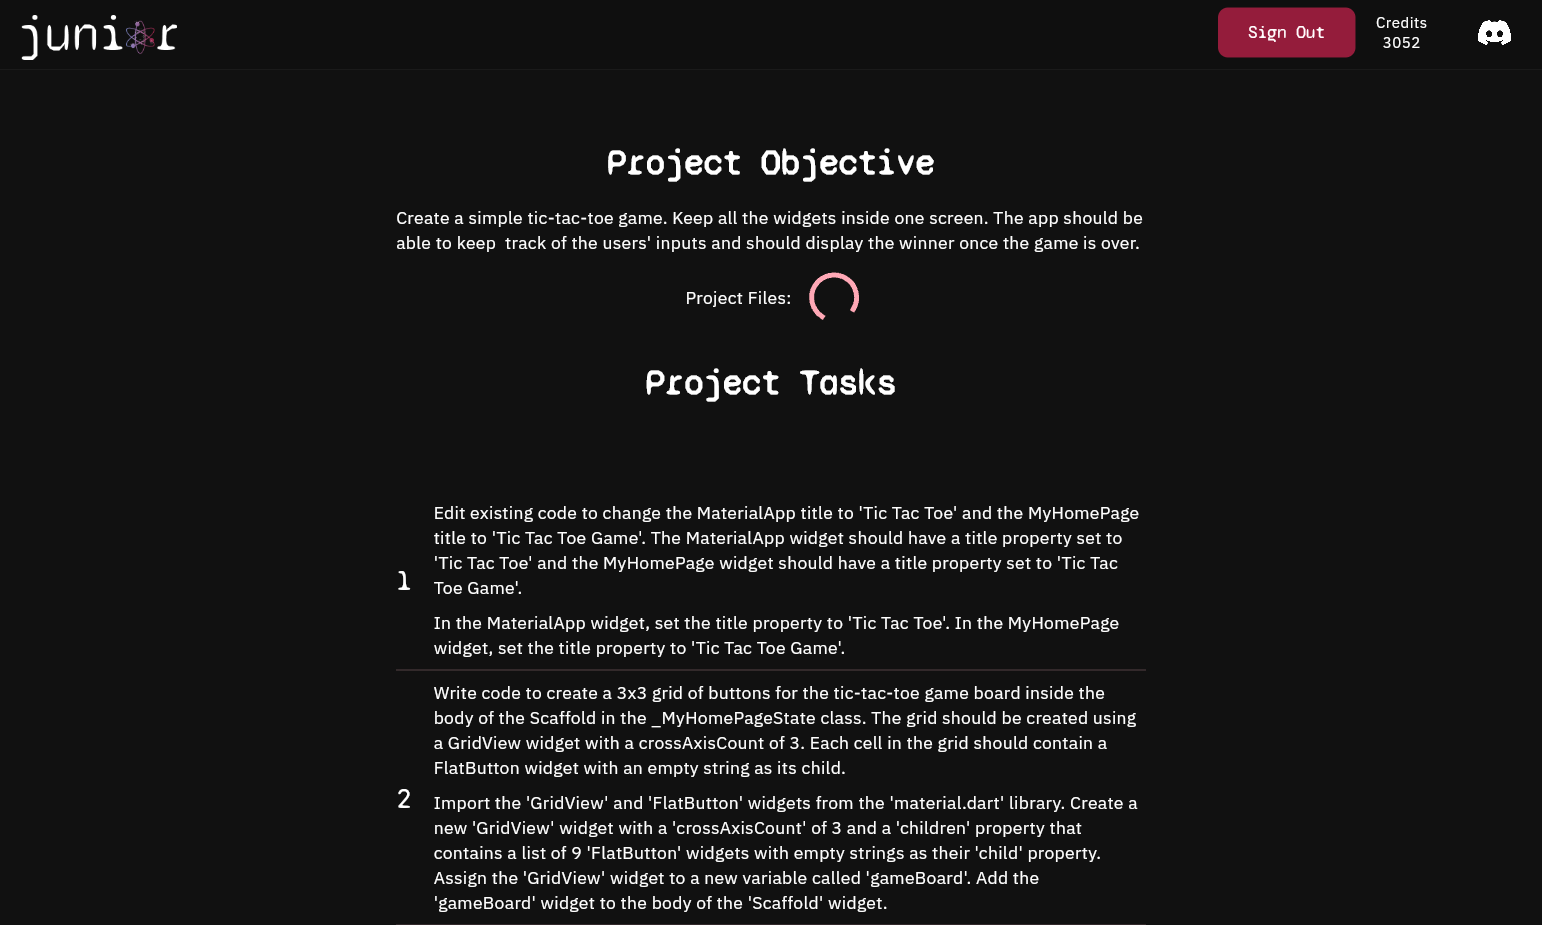 junior
Sign Out
Credits
3052
Project Objective
Create a simple tic-tac-toe game. Keep all the widgets inside one screen. The app should be
able to keep  track of the users' inputs and should display the winner once the game is over.
Project Files:
Project Tasks
1
Edit existing code to change the MaterialApp title to 'Tic Tac Toe' and the MyHomePage
title to 'Tic Tac Toe Game'. The MaterialApp widget should have a title property set to
'Tic Tac Toe' and the MyHomePage widget should have a title property set to 'Tic Tac
Toe Game'.
In the MaterialApp widget, set the title property to 'Tic Tac Toe'. In the MyHomePage
widget, set the title property to 'Tic Tac Toe Game'.
2
Write code to create a 3x3 grid of buttons for the tic-tac-toe game board inside the
body of the Scaffold in the _MyHomePageState class. The grid should be created using
a GridView widget with a crossAxisCount of 3. Each cell in the grid should contain a
FlatButton widget with an empty string as its child.
Import the 'GridView' and 'FlatButton' widgets from the 'material.dart' library. Create a
new 'GridView' widget with a 'crossAxisCount' of 3 and a 'children' property that
contains a list of 9 'FlatButton' widgets with empty strings as their 'child' property.
Assign the 'GridView' widget to a new variable called 'gameBoard'. Add the
'gameBoard' widget to the body of the 'Scaffold' widget.